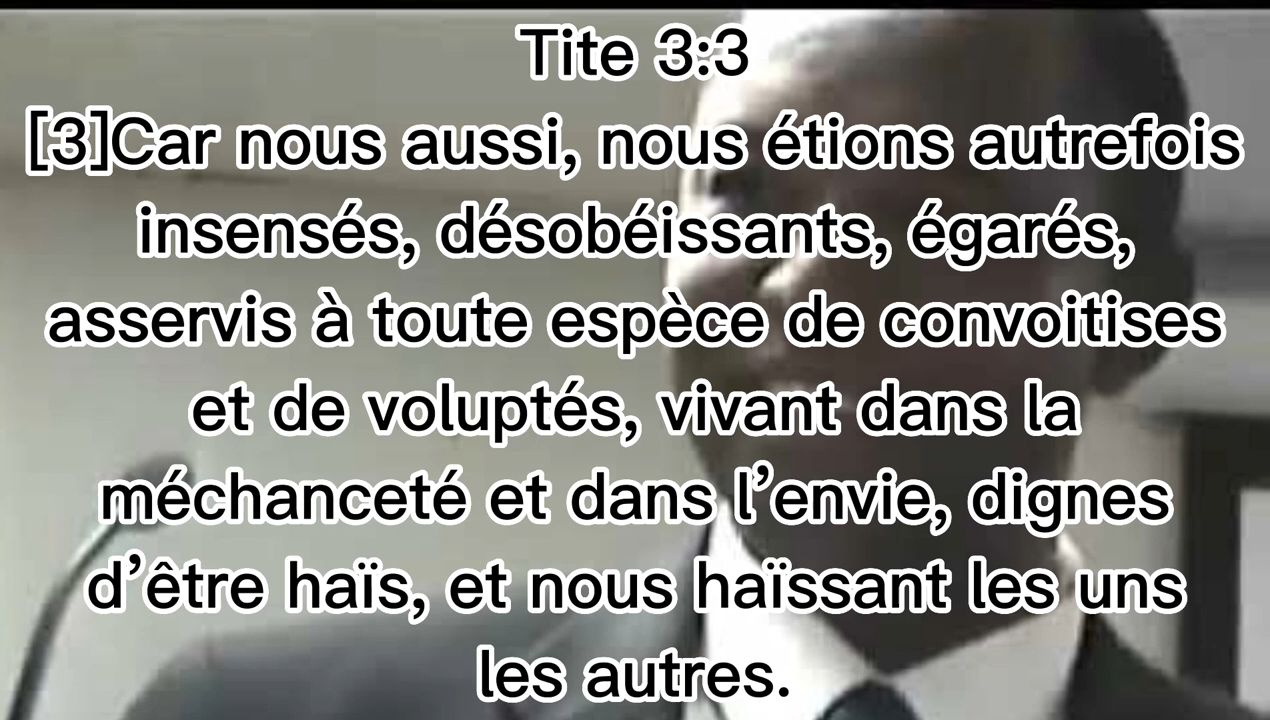 Tite 3:3
[3]Car nous aussi, nous étions autrefois
insensés, désobéissants, égarés,
asservis à toute espèce de convoitises
et de voluptés, vivant dans la
méchanceté et dans l’envie, dignes
d’être haïs, et nous haïssant les uns
les autres.